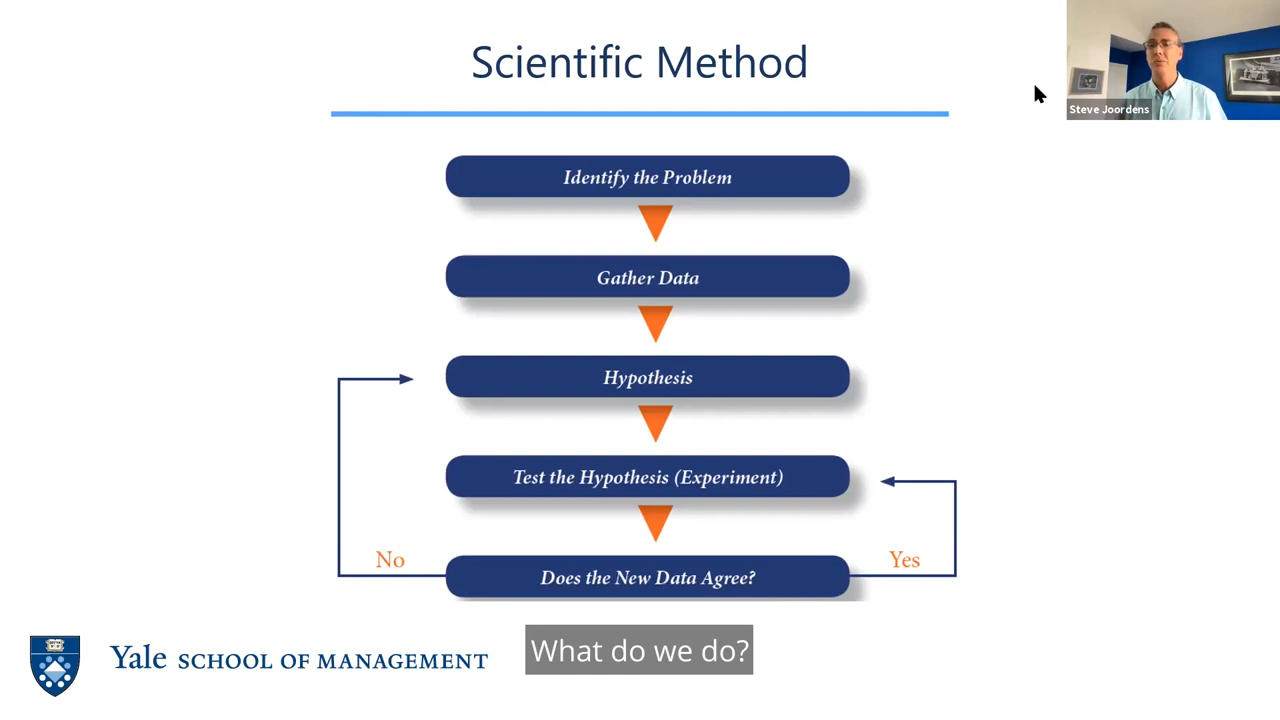 Scientific Method
Steve Joordens
Identify the Problem
Gather Data
Hypothesis
Test the Hypothesis (Experiment)
No
Yes
Does the New Data Agree?
What do we do?
Yale SCHOOL OF MANAGEMENT